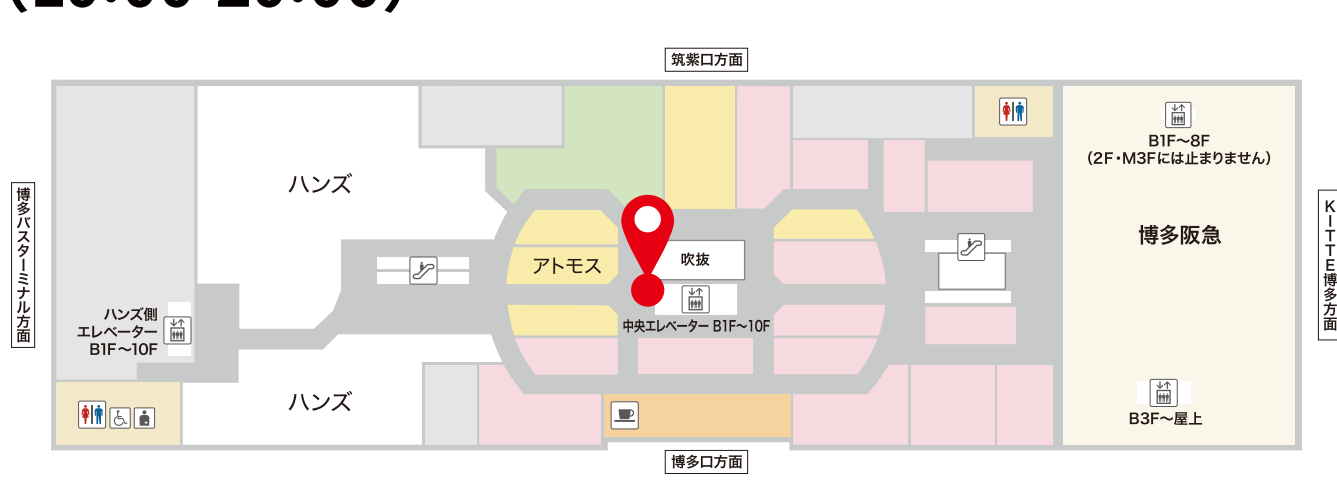 筑紫口方面
B1F〜8F
（2F・M3Fには止まりません）
博多阪急
ハンズ
吹抜
アトモス
博多バスターミナル方面
KITTE博多方面
ハンズ側
エレベーター
B1F〜10F
中央エレベーター B1F〜10F
ハンズ
B3F〜屋上
博多口方面